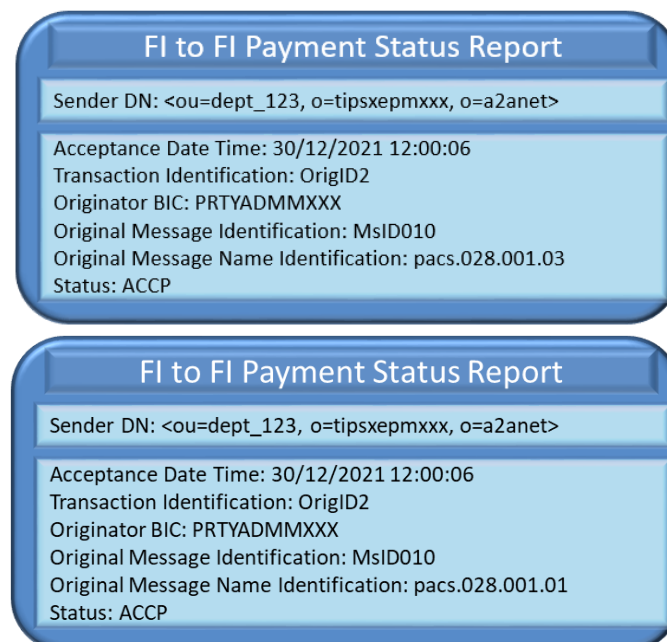 FI to FI Payment Status Report
Sender DN: <ou=dept_123, o=tipsxepmxxx, o=a2anet>
Acceptance Date Time: 30/12/2021 12:00:06
Transaction Identification: OrigID2
Originator BIC: PRTYADMMXXX
Original Message Identification: MsID010
Original Message Name Identification: pacs.028.001.03
Status: ACCP
FI to FI Payment Status Report
Sender DN: <ou=dept_123, o=tipsxepmxxx, o=a2anet>
Acceptance Date Time: 30/12/2021 12:00:06
Transaction Identification: OrigID2
Originator BIC: PRTYADMMXXX
Original Message Identification: MsID010
Original Message Name Identification: pacs.028.001.01
Status: ACCP